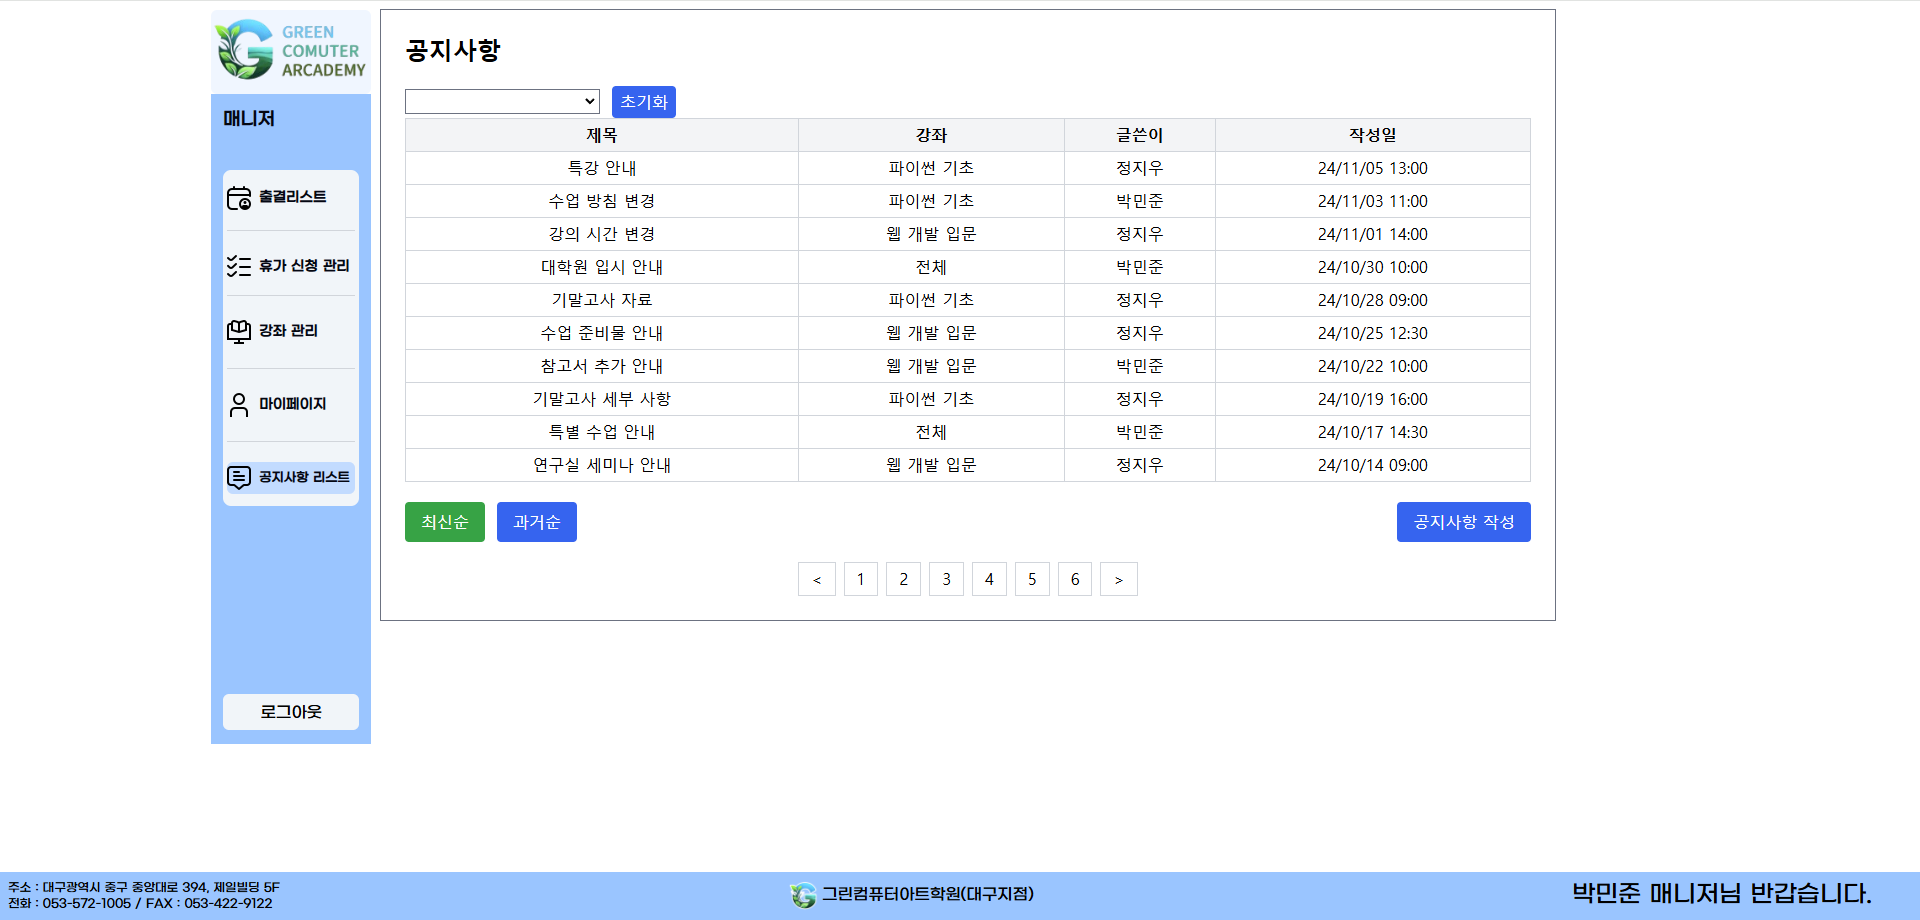 GREEN
COMUTER
ARCADEMY
매니저
출결리스트
휴가 신청 관리
강좌 관리
마이페이지
공지사항 리스트
로그아웃
공지사항
초기화
제목 강좌 글쓴이 작성일
특강 안내 파이썬 기초 정지우 24/11/05 13:00
수업 방침 변경 파이썬 기초 박민준 24/11/03 11:00
강의 시간 변경 웹 개발 입문 정지우 24/11/01 14:00
대학원 입시 안내 전체 박민준 24/10/30 10:00
기말고사 자료 파이썬 기초 정지우 24/10/28 09:00
수업 준비물 안내 웹 개발 입문 정지우 24/10/25 12:30
참고서 추가 안내 웹 개발 입문 박민준 24/10/22 10:00
기말고사 세부 사항 파이썬 기초 정지우 24/10/19 16:00
특별 수업 안내 전체 박민준 24/10/17 14:30
연구실 세미나 안내 웹 개발 입문 정지우 24/10/14 09:00
최신순 과거순 공지사항 작성
< 1 2 3 4 5 6 >
주소 : 대구광역시 중구 중앙대로 394, 제일빌딩 5F
전화 : 053-572-1005 / FAX : 053-422-9122
그린컴퓨터아트학원(대구지점)
박민준 매니저님 반갑습니다.